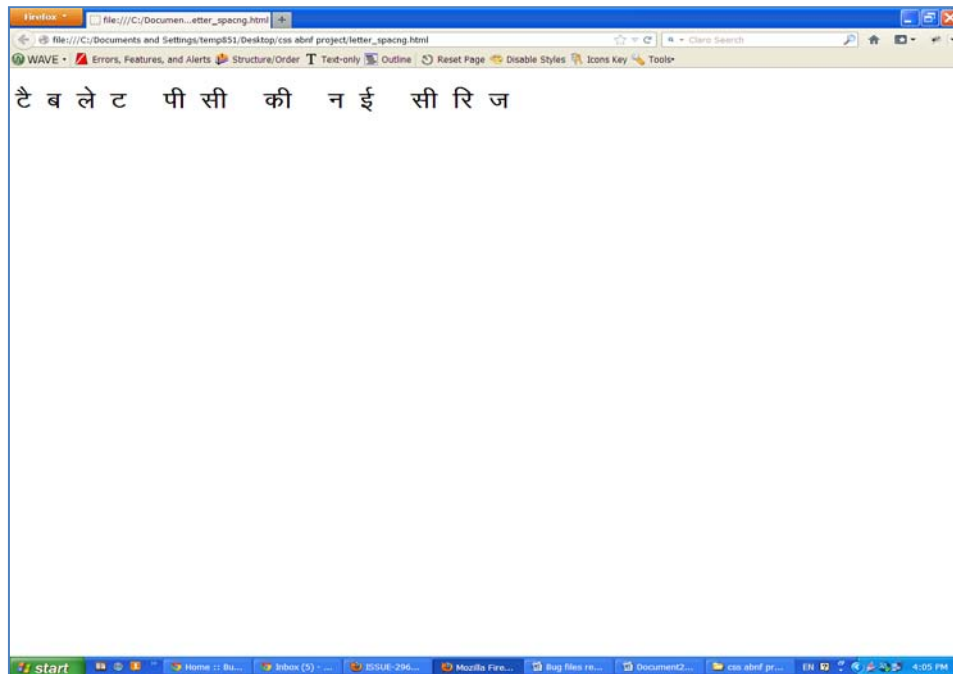 Firefox
file:///C:/Documen...etter_spacng.html
file:///C:/Documents and Settings/temp851/Desktop/css abnf project/letter_spacng.html
Claro Search
WAVE Errors, Features, and Alerts Structure/Order Text-only Outline Reset Page Disable Styles Icons Key Tools
टै ब ले ट पी सी की न ई सी रि ज
start Home :: Bu... Inbox (5) - ... ISSUE-296... Mozilla Fire... Bug files re... Document2... css abnf pr... EN 4:05 PM